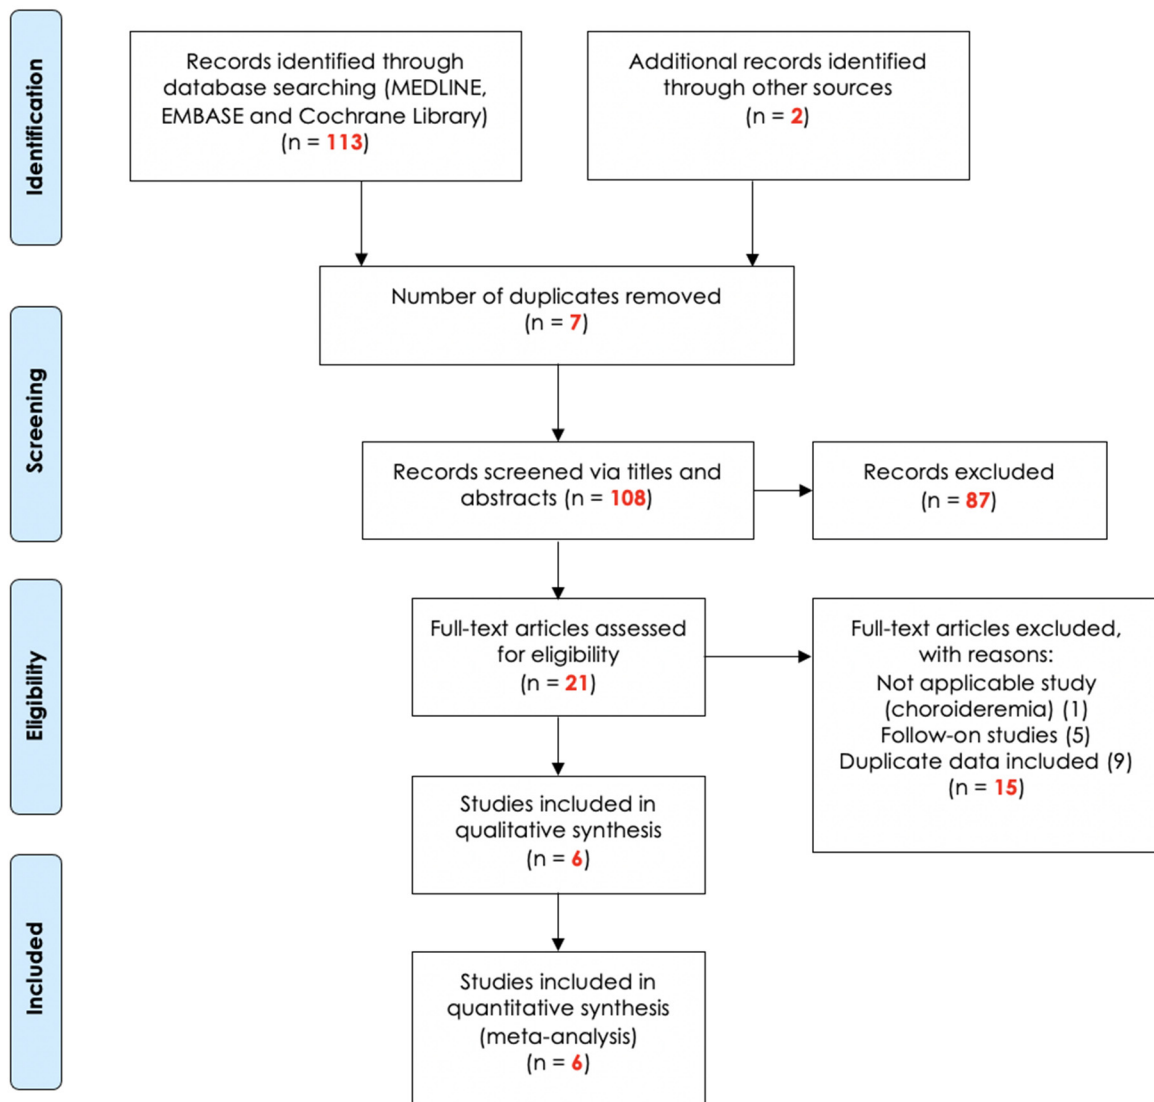 Identification
Records identified through
database searching (MEDLINE,
EMBASE and Cochrane Library)
(n = 113)
Additional records identified
through other sources
(n = 2)
Number of duplicates removed
(n = 7)
Screening
Records screened via titles and
abstracts (n = 108)
Records excluded
(n = 87)
Eligibility
Full-text articles assessed
for eligibility
(n = 21)
Full-text articles excluded,
with reasons:
Not applicable study
(choroideremia) (1)
Follow-on studies (5)
Duplicate data included (9)
(n = 15)
Studies included in
qualitative synthesis
(n = 6)
Included
Studies included in
quantitative synthesis
(meta-analysis)
(n = 6)